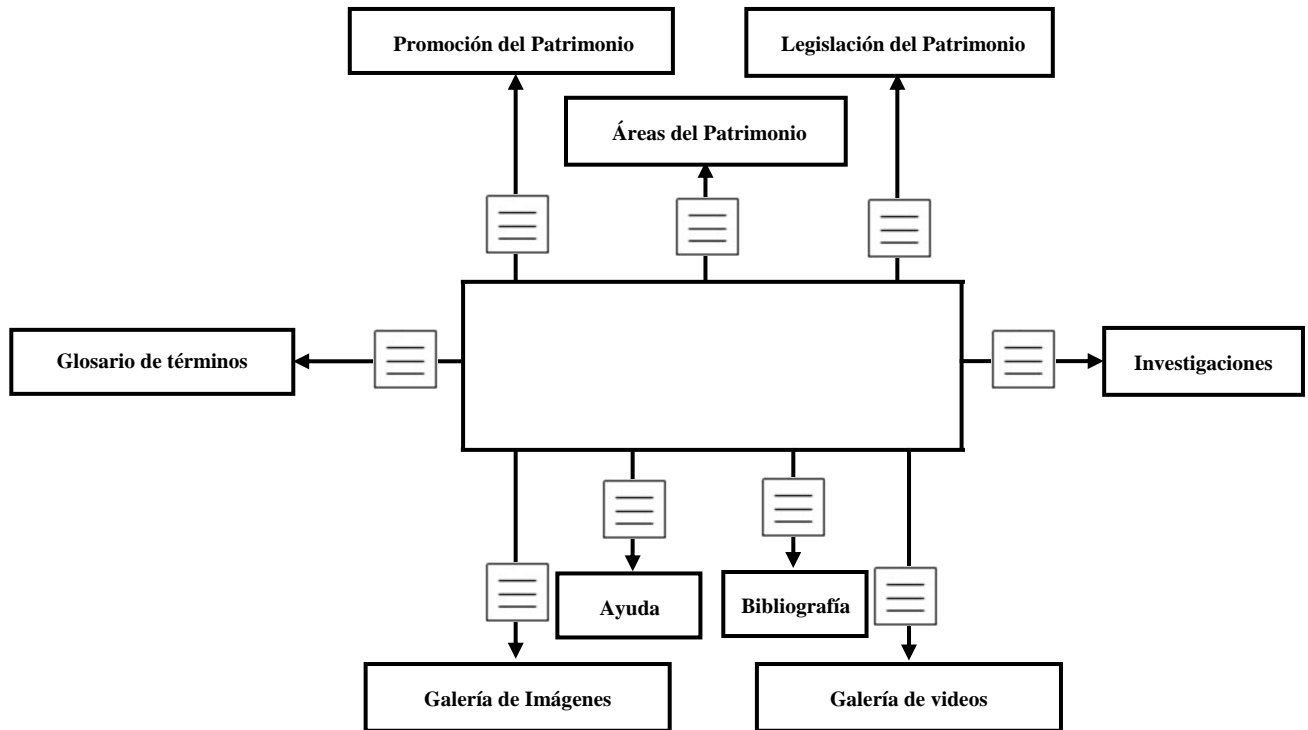 Promoción del Patrimonio
Legislación del Patrimonio
Áreas del Patrimonio
Glosario de términos
Investigaciones
Ayuda
Bibliografía
Galería de Imágenes
Galería de videos